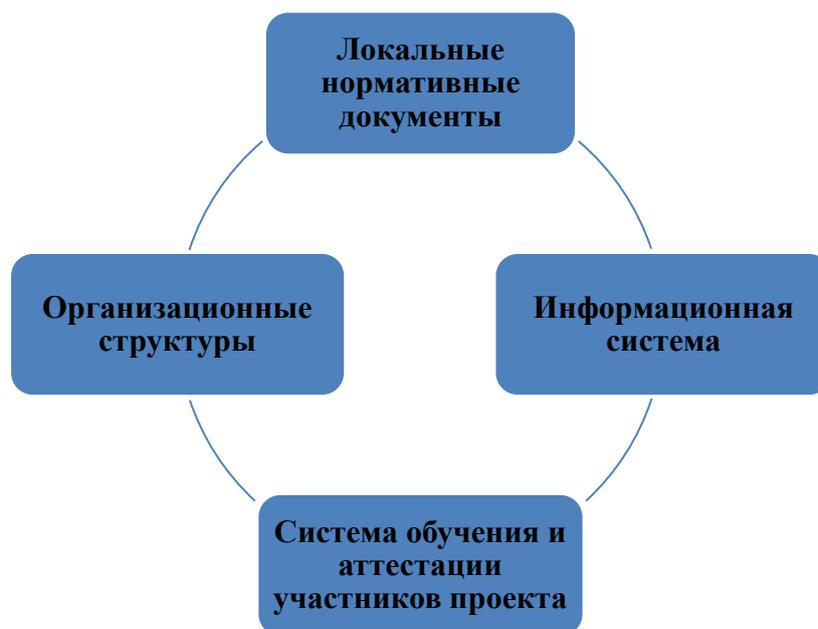 Локальные
нормативные
документы
Организационные
структуры
Информационная
система
Система обучения и
аттестации
участников проекта